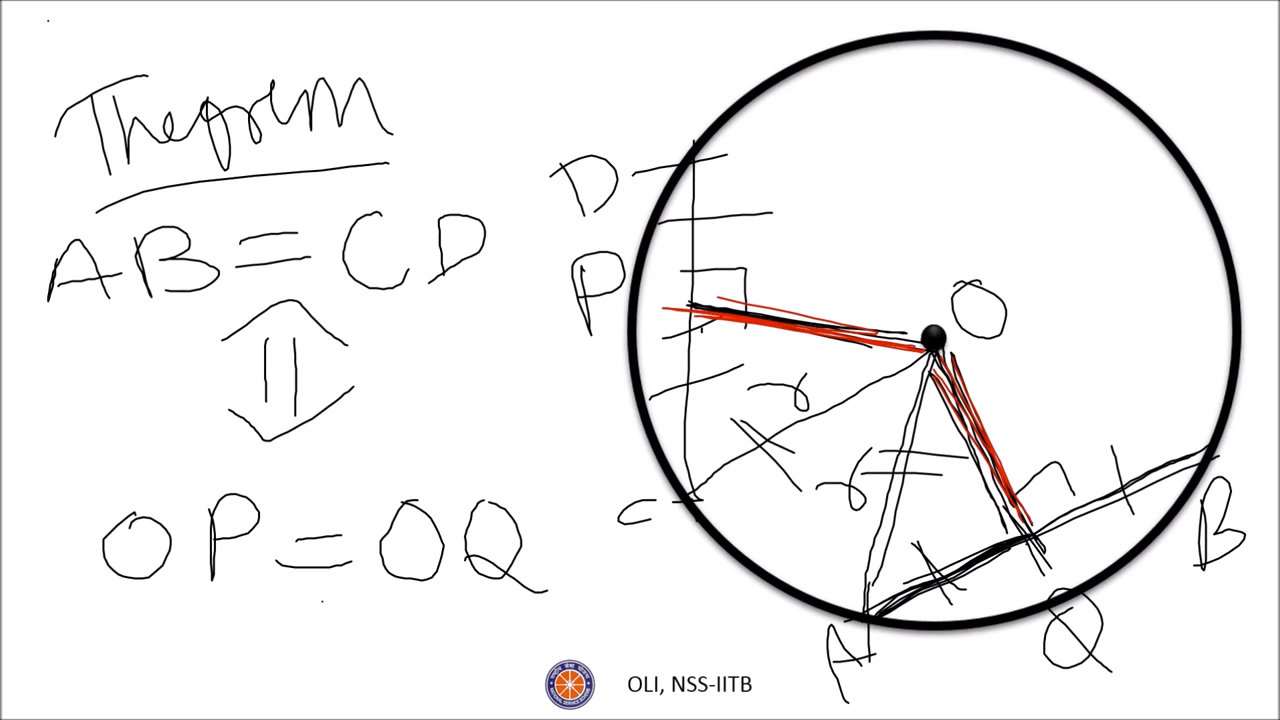 Theorem
AB = CD
⇕
OP = OQ
D
P
O
r
r
C
A
Q
B
OLI, NSS-IITB